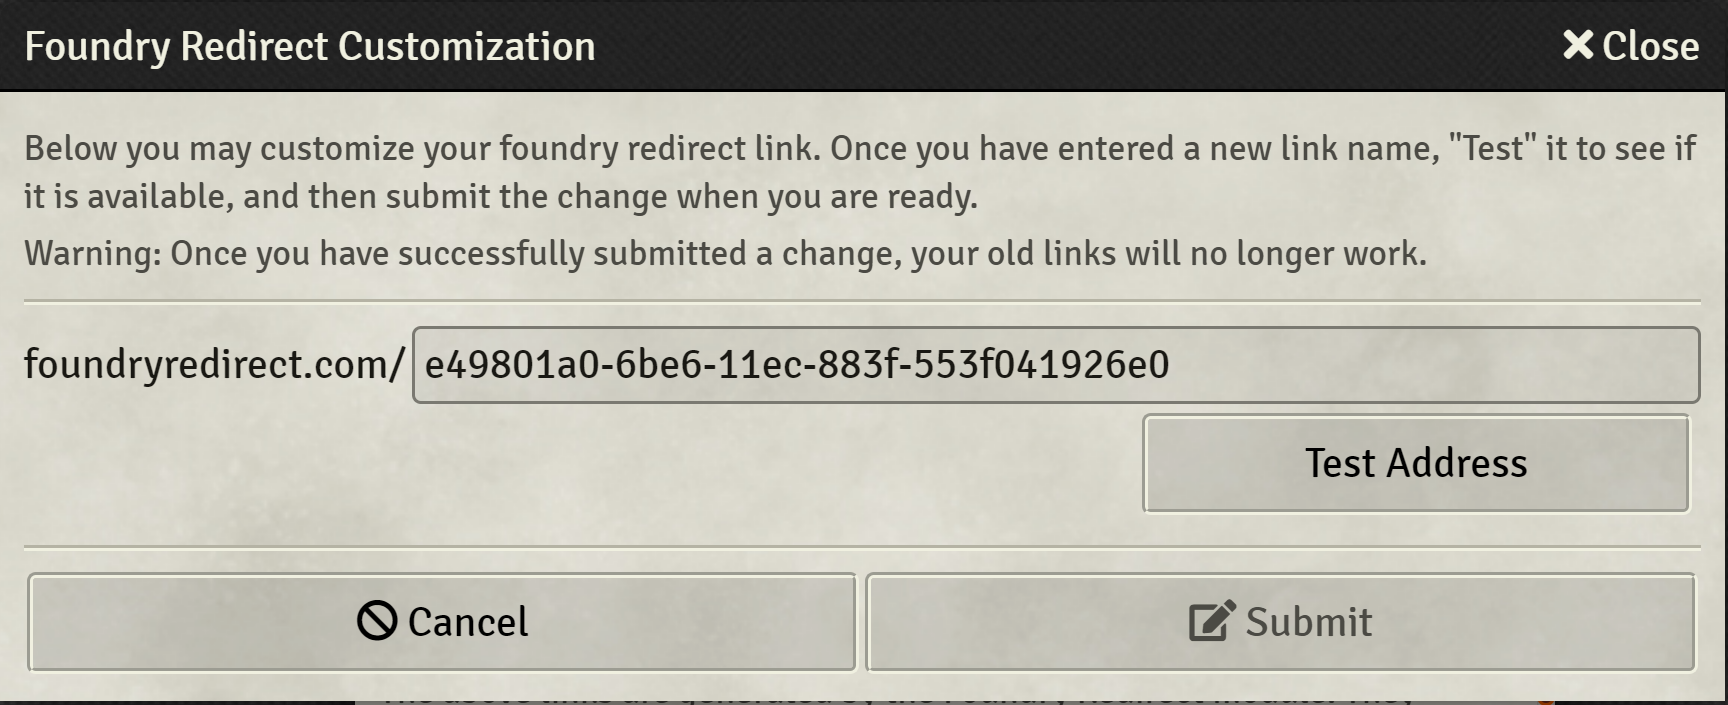 Foundry Redirect Customization
Close
Below you may customize your foundry redirect link. Once you have entered a new link name, "Test" it to see if
it is available, and then submit the change when you are ready.
Warning: Once you have successfully submitted a change, your old links will no longer work.
foundryredirect.com/ e49801a0-6be6-11ec-883f-553f041926e0
Test Address
Cancel
Submit